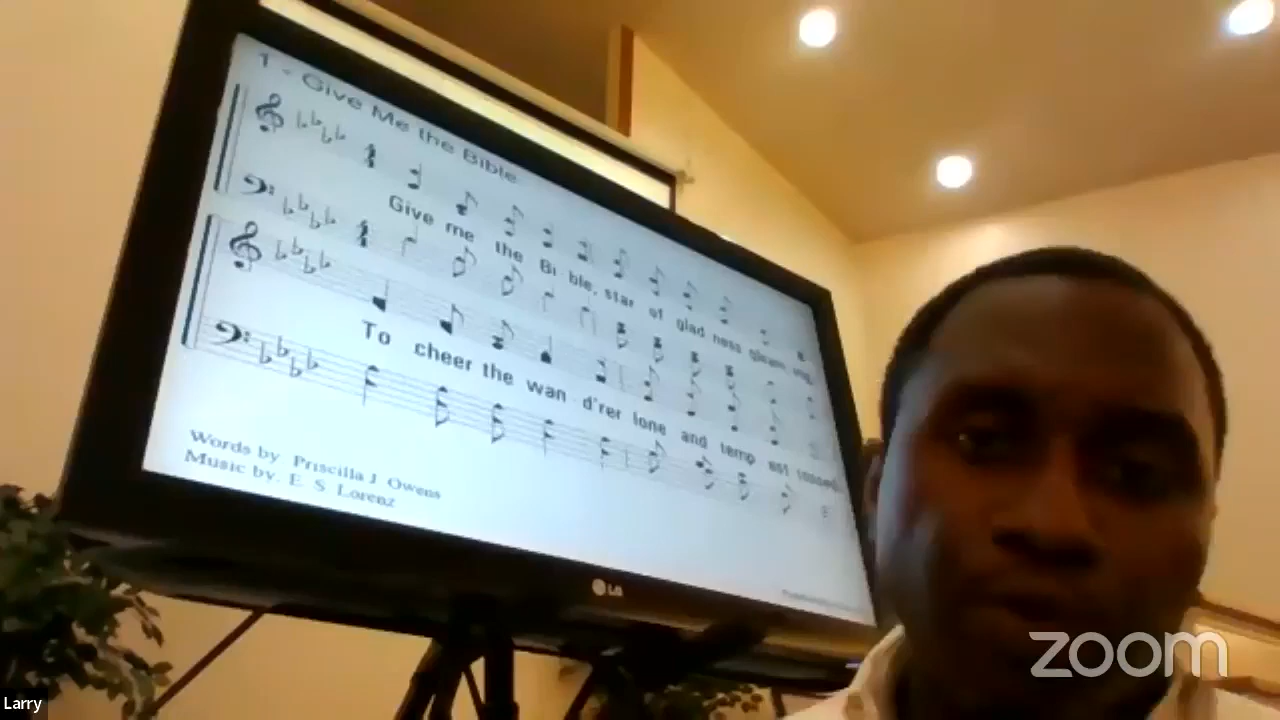 1 - Give Me the Bible
Give me the Bi ble, star of glad ness gleam ing,
To cheer the wan d'rer lone and temp est tossed;
Words by: Priscilla J Owens
Music by: E S Lorenz
LG
zoom
Larry